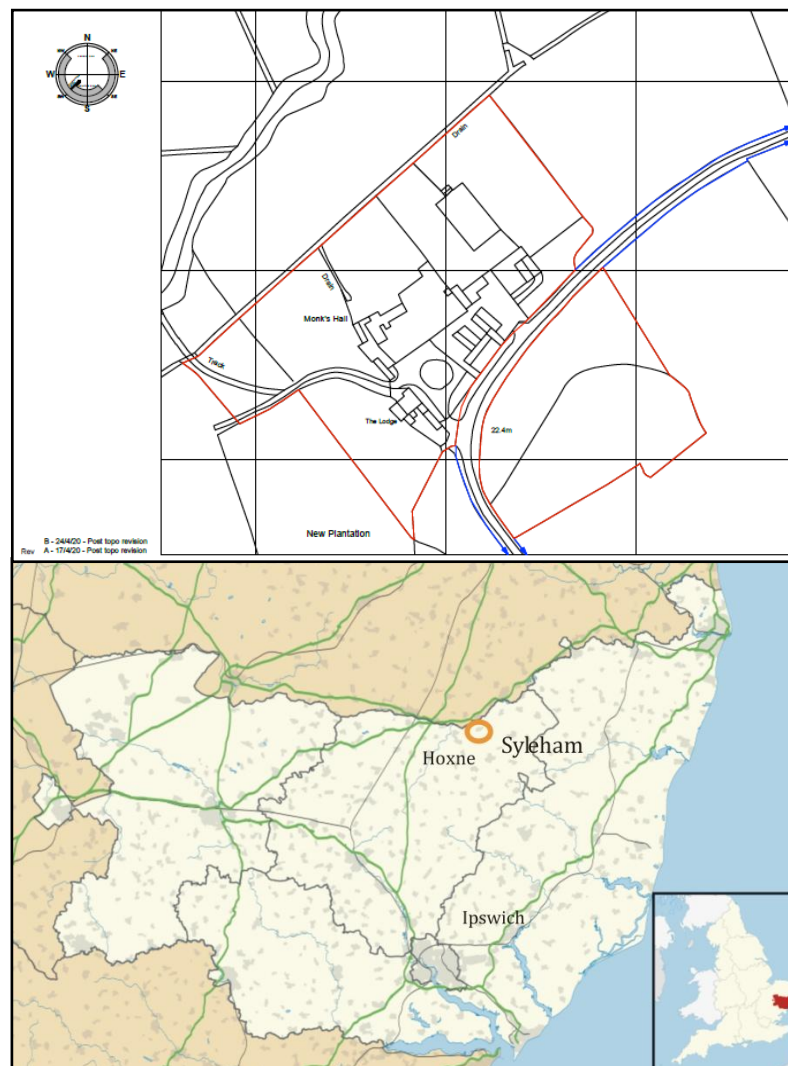 N
W
E
S
Drain
Drain
Monk's Hall
Track
The Lodge
22.4m
New Plantation
B - 24/4/20 - Post topo revision
Rev A - 17/4/20 - Post topo revision
Syleham
Hoxne
Ipswich